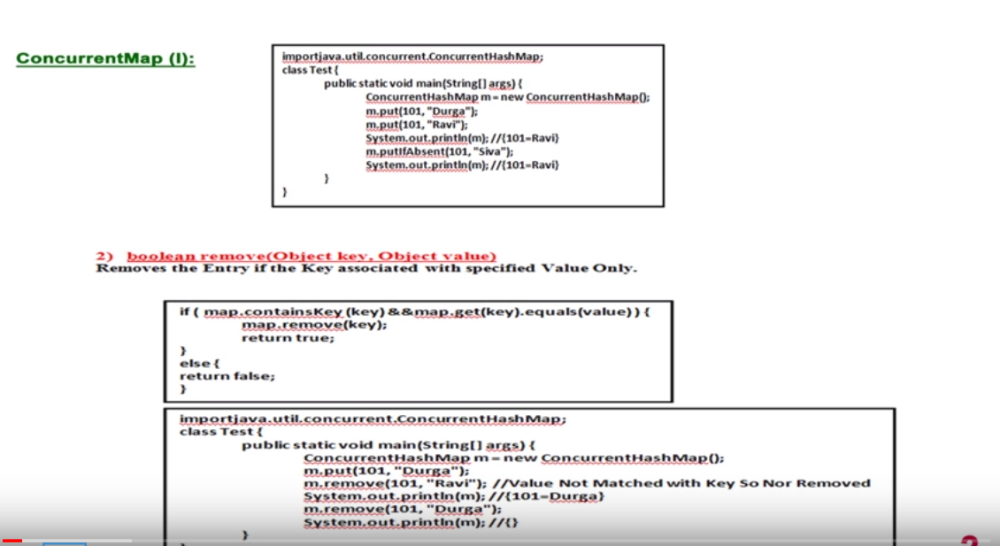 ConcurrentMap (I):
importjava.util.concurrent.ConcurrentHashMap;
class Test {
public static void main(String[] args) {
ConcurrentHashMap m = new ConcurrentHashMap();
m.put(101, "Durga");
m.put(101, "Ravi");
System.out.println(m); //{101=Ravi}
m.putIfAbsent(101, "Siva");
System.out.println(m); //{101=Ravi}
}
}
2) boolean remove(Object key, Object value)
Removes the Entry if the Key associated with specified Value Only.
if ( map.containsKey (key) &&map.get(key).equals(value) ) {
map.remove(key);
return true;
}
else {
return false;
}
importjava.util.concurrent.ConcurrentHashMap;
class Test {
public static void main(String[] args) {
ConcurrentHashMap m = new ConcurrentHashMap();
m.put(101, "Durga");
m.remove(101, "Ravi"); //Value Not Matched with Key So Nor Removed
System.out.println(m); //{101=Durga}
m.remove(101, "Durga");
System.out.println(m); //{}
}